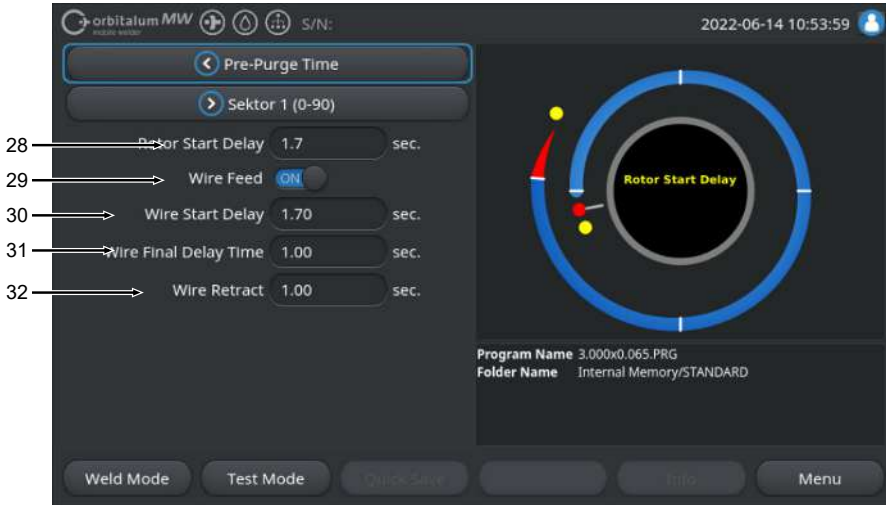 orbitalum MW S/N: 2022-06-14 10:53:59
mobile welder
Pre-Purge Time
Sektor 1 (0-90)
28 Rotor Start Delay 1.7 sec.
29 Wire Feed ON
30 Wire Start Delay 1.70 sec.
31 Wire Final Delay Time 1.00 sec.
32 Wire Retract 1.00 sec.
Rotor Start Delay
Program Name 3.000x0.065.PRG
Folder Name Internal Memory/STANDARD
Weld Mode Test Mode Quick Save Info Menu